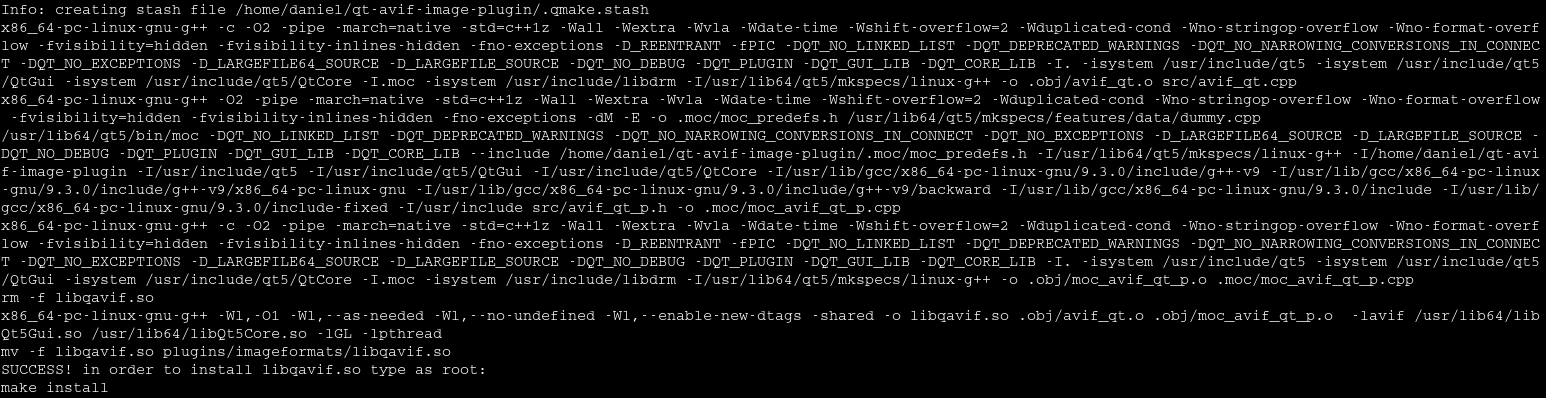 Info: creating stash file /home/daniel/qt-avif-image-plugin/.qmake.stash
x86_64-pc-linux-gnu-g++ -c -O2 -pipe -march=native -std=c++1z -Wall -Wextra -Wvla -Wdate-time -Wshift-overflow=2 -Wduplicated-cond -Wno-stringop-overflow -Wno-format-overf
low -fvisibility=hidden -fvisibility-inlines-hidden -fno-exceptions -D_REENTRANT -fPIC -DQT_NO_LINKED_LIST -DQT_DEPRECATED_WARNINGS -DQT_NO_NARROWING_CONVERSIONS_IN_CONNEC
T -DQT_NO_EXCEPTIONS -D_LARGEFILE64_SOURCE -D_LARGEFILE_SOURCE -DQT_NO_DEBUG -DQT_PLUGIN -DQT_GUI_LIB -DQT_CORE_LIB -I. -isystem /usr/include/qt5 -isystem /usr/include/qt5
/QtGui -isystem /usr/include/qt5/QtCore -I.moc -isystem /usr/include/libdrm -I/usr/lib64/qt5/mkspecs/linux-g++ -o .obj/avif_qt.o src/avif_qt.cpp
x86_64-pc-linux-gnu-g++ -O2 -pipe -march=native -std=c++1z -Wall -Wextra -Wvla -Wdate-time -Wshift-overflow=2 -Wduplicated-cond -Wno-stringop-overflow -Wno-format-overflow
 -fvisibility=hidden -fvisibility-inlines-hidden -fno-exceptions -dM -E -o .moc/moc_predefs.h /usr/lib64/qt5/mkspecs/features/data/dummy.cpp
/usr/lib64/qt5/bin/moc -DQT_NO_LINKED_LIST -DQT_DEPRECATED_WARNINGS -DQT_NO_NARROWING_CONVERSIONS_IN_CONNECT -DQT_NO_EXCEPTIONS -D_LARGEFILE64_SOURCE -D_LARGEFILE_SOURCE -
DQT_NO_DEBUG -DQT_PLUGIN -DQT_GUI_LIB -DQT_CORE_LIB --include /home/daniel/qt-avif-image-plugin/.moc/moc_predefs.h -I/usr/lib64/qt5/mkspecs/linux-g++ -I/home/daniel/qt-avi
f-image-plugin -I/usr/include/qt5 -I/usr/include/qt5/QtGui -I/usr/include/qt5/QtCore -I/usr/lib/gcc/x86_64-pc-linux-gnu/9.3.0/include/g++-v9 -I/usr/lib/gcc/x86_64-pc-linux
-gnu/9.3.0/include/g++-v9/x86_64-pc-linux-gnu -I/usr/lib/gcc/x86_64-pc-linux-gnu/9.3.0/include/g++-v9/backward -I/usr/lib/gcc/x86_64-pc-linux-gnu/9.3.0/include -I/usr/lib/
gcc/x86_64-pc-linux-gnu/9.3.0/include-fixed -I/usr/include src/avif_qt_p.h -o .moc/moc_avif_qt_p.cpp
x86_64-pc-linux-gnu-g++ -c -O2 -pipe -march=native -std=c++1z -Wall -Wextra -Wvla -Wdate-time -Wshift-overflow=2 -Wduplicated-cond -Wno-stringop-overflow -Wno-format-overf
low -fvisibility=hidden -fvisibility-inlines-hidden -fno-exceptions -D_REENTRANT -fPIC -DQT_NO_LINKED_LIST -DQT_DEPRECATED_WARNINGS -DQT_NO_NARROWING_CONVERSIONS_IN_CONNEC
T -DQT_NO_EXCEPTIONS -D_LARGEFILE64_SOURCE -D_LARGEFILE_SOURCE -DQT_NO_DEBUG -DQT_PLUGIN -DQT_GUI_LIB -DQT_CORE_LIB -I. -isystem /usr/include/qt5 -isystem /usr/include/qt5
/QtGui -isystem /usr/include/qt5/QtCore -I.moc -isystem /usr/include/libdrm -I/usr/lib64/qt5/mkspecs/linux-g++ -o .obj/moc_avif_qt_p.o .moc/moc_avif_qt_p.cpp
rm -f libqavif.so
x86_64-pc-linux-gnu-g++ -Wl,-O1 -Wl,--as-needed -Wl,--no-undefined -Wl,--enable-new-dtags -shared -o libqavif.so .obj/avif_qt.o .obj/moc_avif_qt_p.o  -lavif /usr/lib64/lib
Qt5Gui.so /usr/lib64/libQt5Core.so -lGL -lpthread
mv -f libqavif.so plugins/imageformats/libqavif.so
SUCCESS! in order to install libqavif.so type as root:
make install